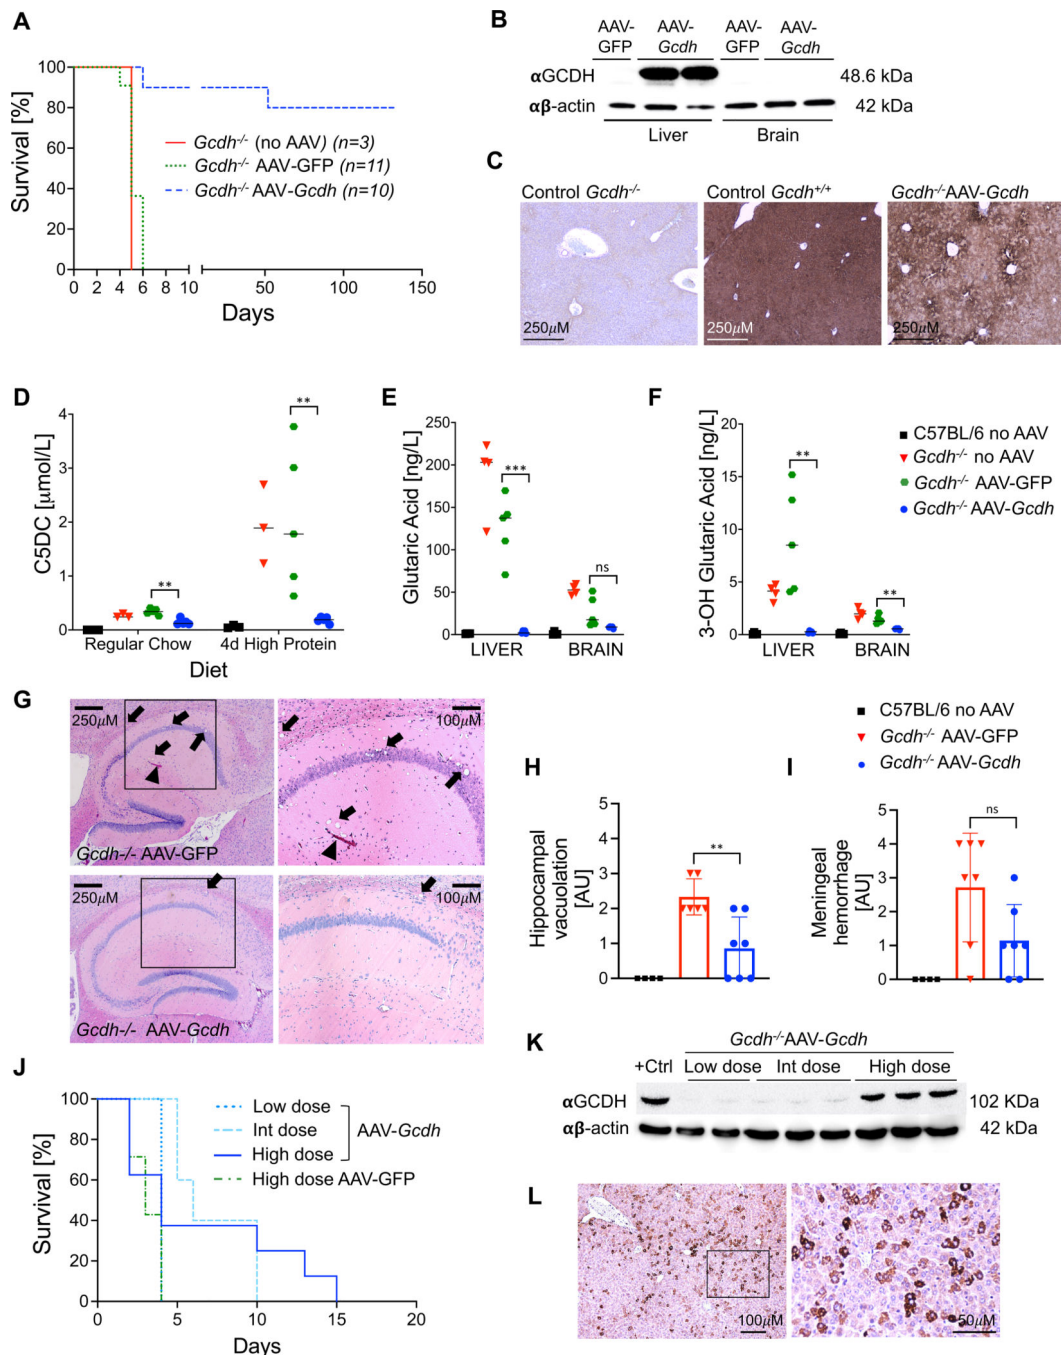 A
Survival [%]
100
80
60
40
20
0
0 2 4 6 8 10 50 100 150
Days
Gcdh-/- (no AAV) (n=3)
Gcdh-/- AAV-GFP (n=11)
Gcdh-/- AAV-Gcdh (n=10)
B
AAV-GFP AAV-Gcdh AAV-GFP AAV-Gcdh
αGCDH 48.6 kDa
αβ-actin 42 kDa
Liver Brain
C
Control Gcdh-/- Control Gcdh+/+ Gcdh-/-AAV-Gcdh
250μM 250μM 250μM
D
C5DC [μmol/L]
4
3
2
1
0
** **
Regular Chow 4d High Protein
Diet
E
Glutaric Acid [ng/L]
250
200
150
100
50
0
*** ns
LIVER BRAIN
F
3-OH Glutaric Acid [ng/L]
20
15
10
5
0
** **
LIVER BRAIN
C57BL/6 no AAV
Gcdh-/- no AAV
Gcdh-/- AAV-GFP
Gcdh-/- AAV-Gcdh
G
250μM 100μM
Gcdh-/- AAV-GFP
250μM 100μM
Gcdh-/- AAV-Gcdh
C57BL/6 no AAV
Gcdh-/- AAV-GFP
Gcdh-/- AAV-Gcdh
H
Hippocampal
vacuolation
[AU]
5
4
3
2
1
0
**
I
Meningeal
hemorrhage
[AU]
5
4
3
2
1
0
ns
J
Survival [%]
100
80
60
40
20
0
0 5 10 15 20
Days
Low dose
Int dose
High dose
AAV-Gcdh
High dose AAV-GFP
K
Gcdh-/-AAV-Gcdh
+Ctrl Low dose Int dose High dose
αGCDH 102 KDa
αβ-actin 42 kDa
L
100μM 50μM